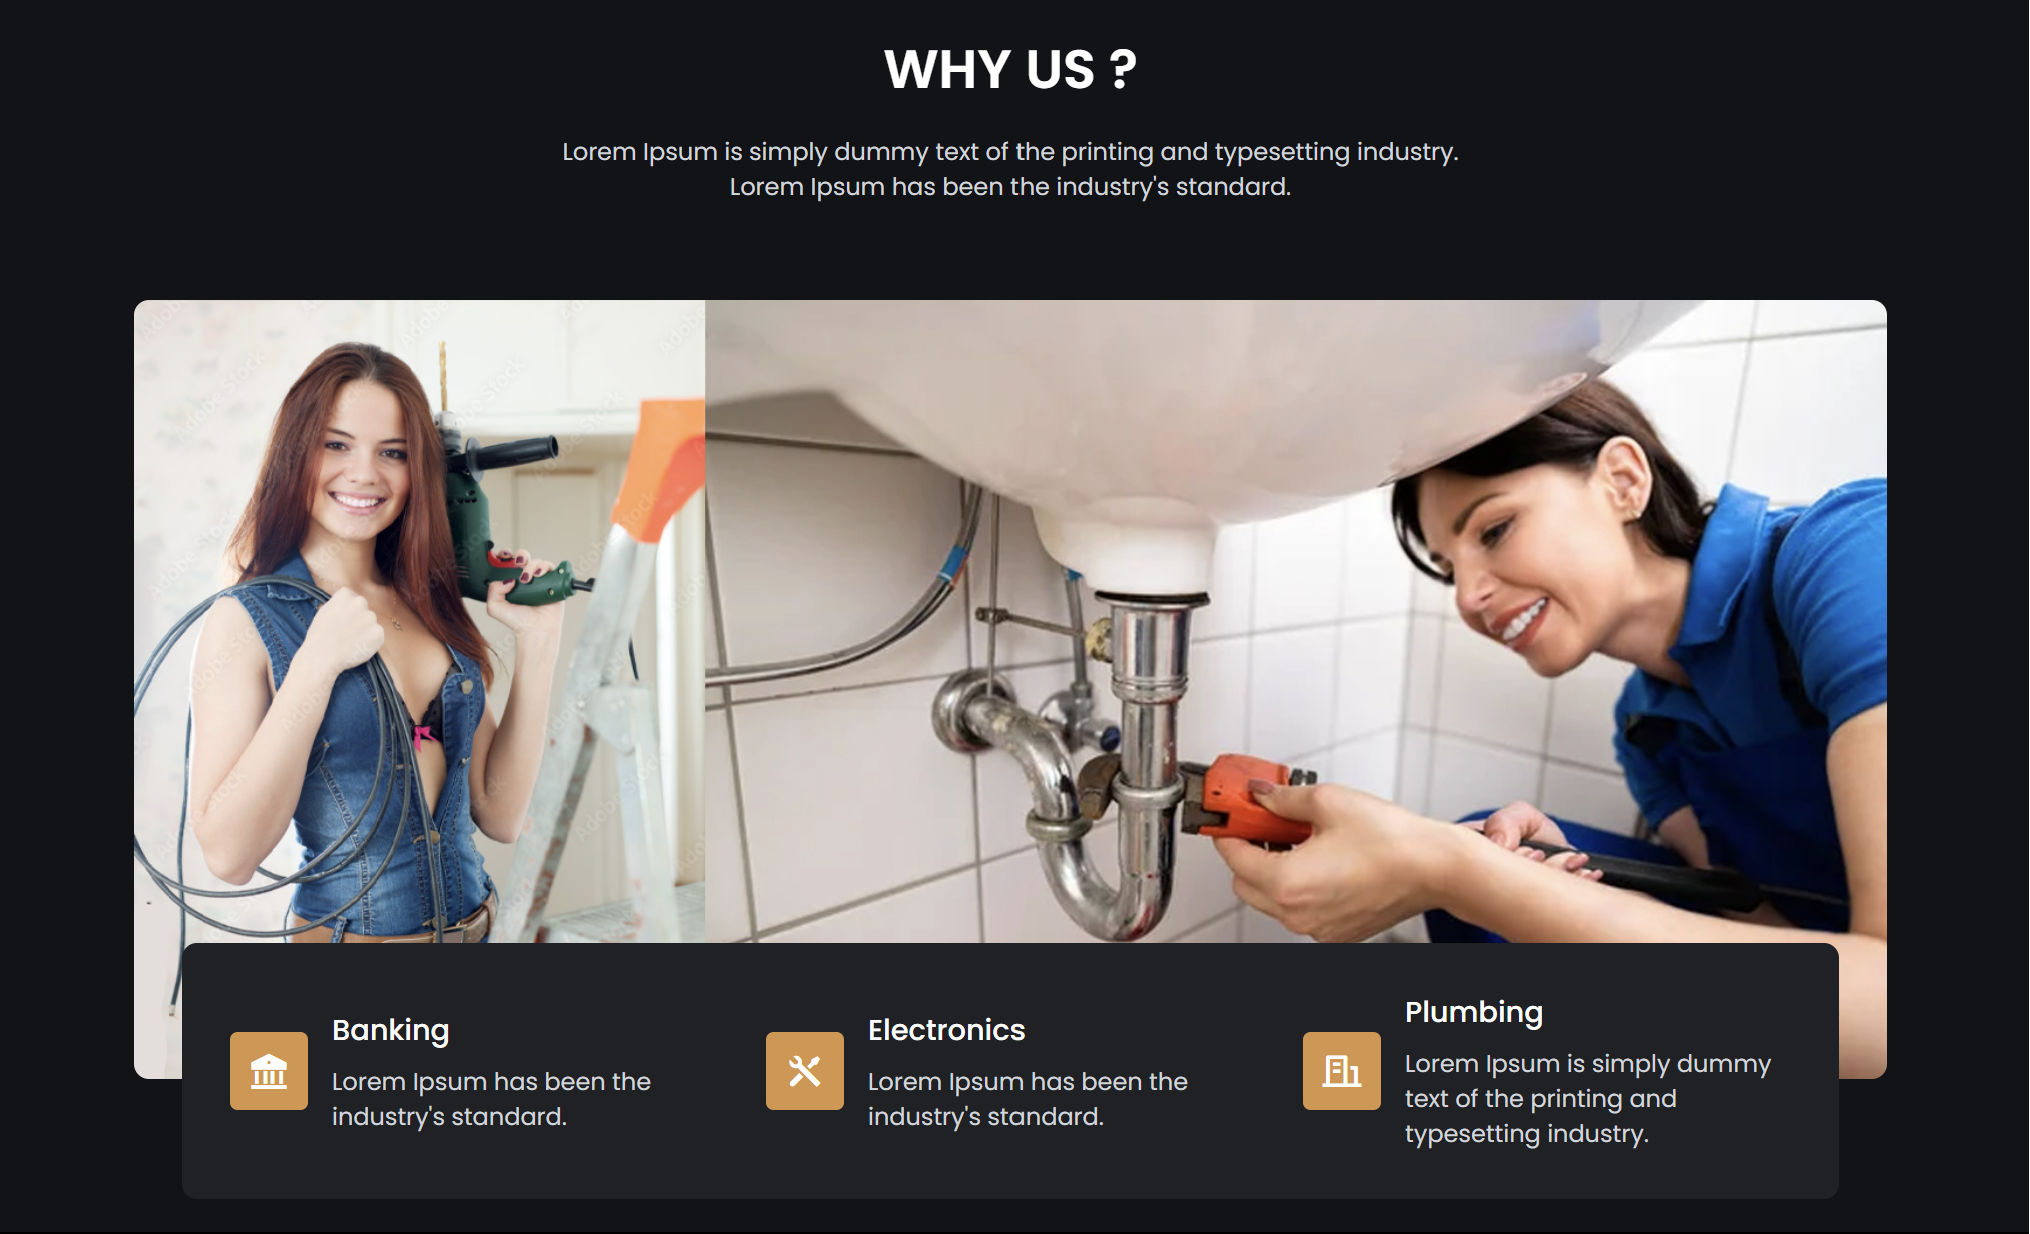 WHY US ?
Lorem Ipsum is simply dummy text of the printing and typesetting industry.
Lorem Ipsum has been the industry's standard.
Adobe Stock
Banking
Lorem Ipsum has been the
industry's standard.
Electronics
Lorem Ipsum has been the
industry's standard.
Plumbing
Lorem Ipsum is simply dummy
text of the printing and
typesetting industry.